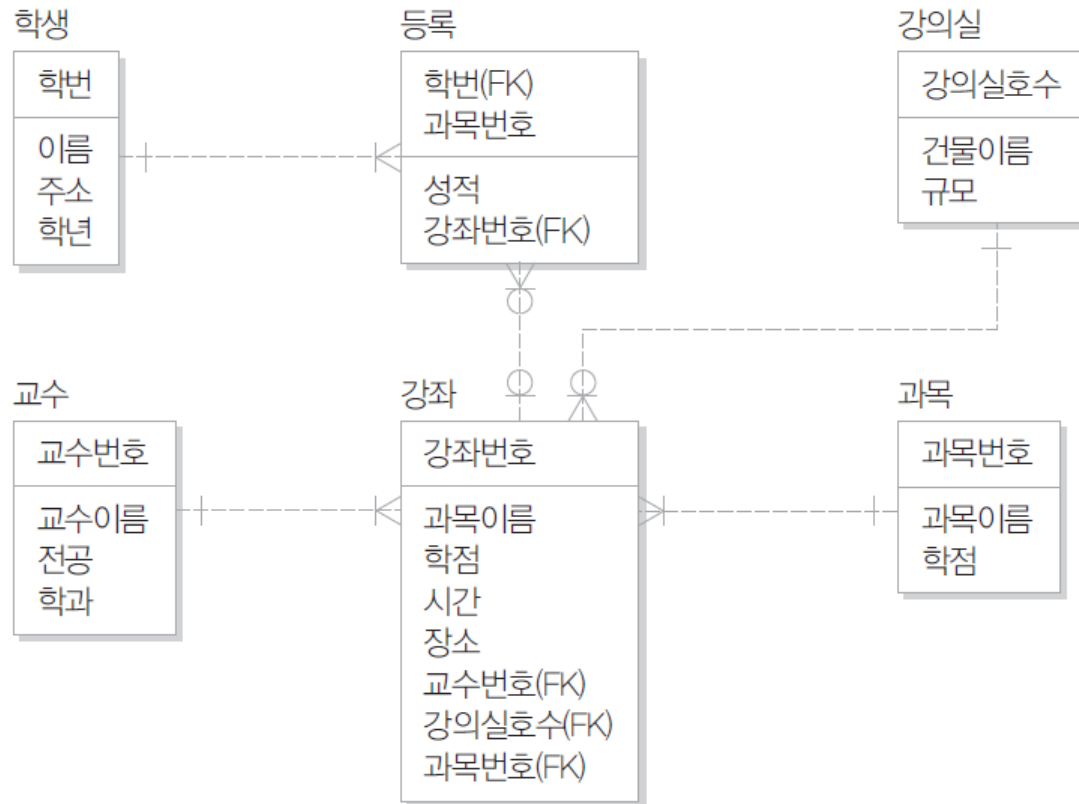 학생
학번
이름
주소
학년
등록
학번(FK)
과목번호
성적
강좌번호(FK)
강의실
강의실호수
건물이름
규모
교수
교수번호
교수이름
전공
학과
강좌
강좌번호
과목이름
학점
시간
장소
교수번호(FK)
강의실호수(FK)
과목번호(FK)
과목
과목번호
과목이름
학점